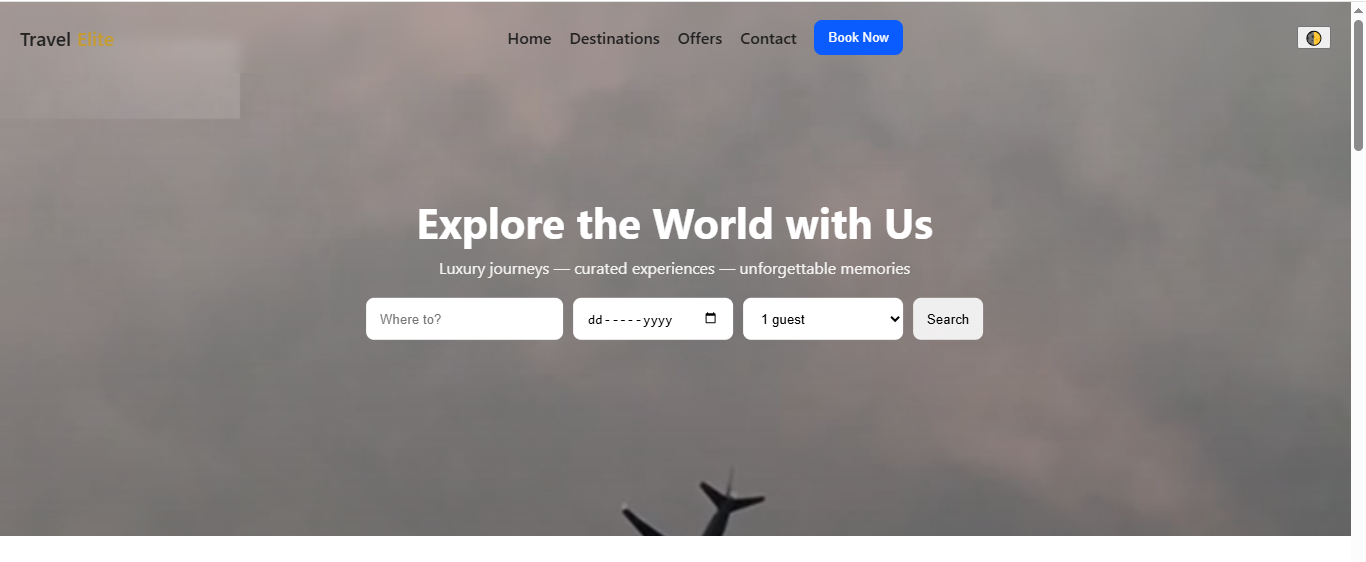 Travel Elite
Home Destinations Offers Contact Book Now
Explore the World with Us
Luxury journeys — curated experiences — unforgettable memories
Where to? dd-----yyyy 1 guest Search